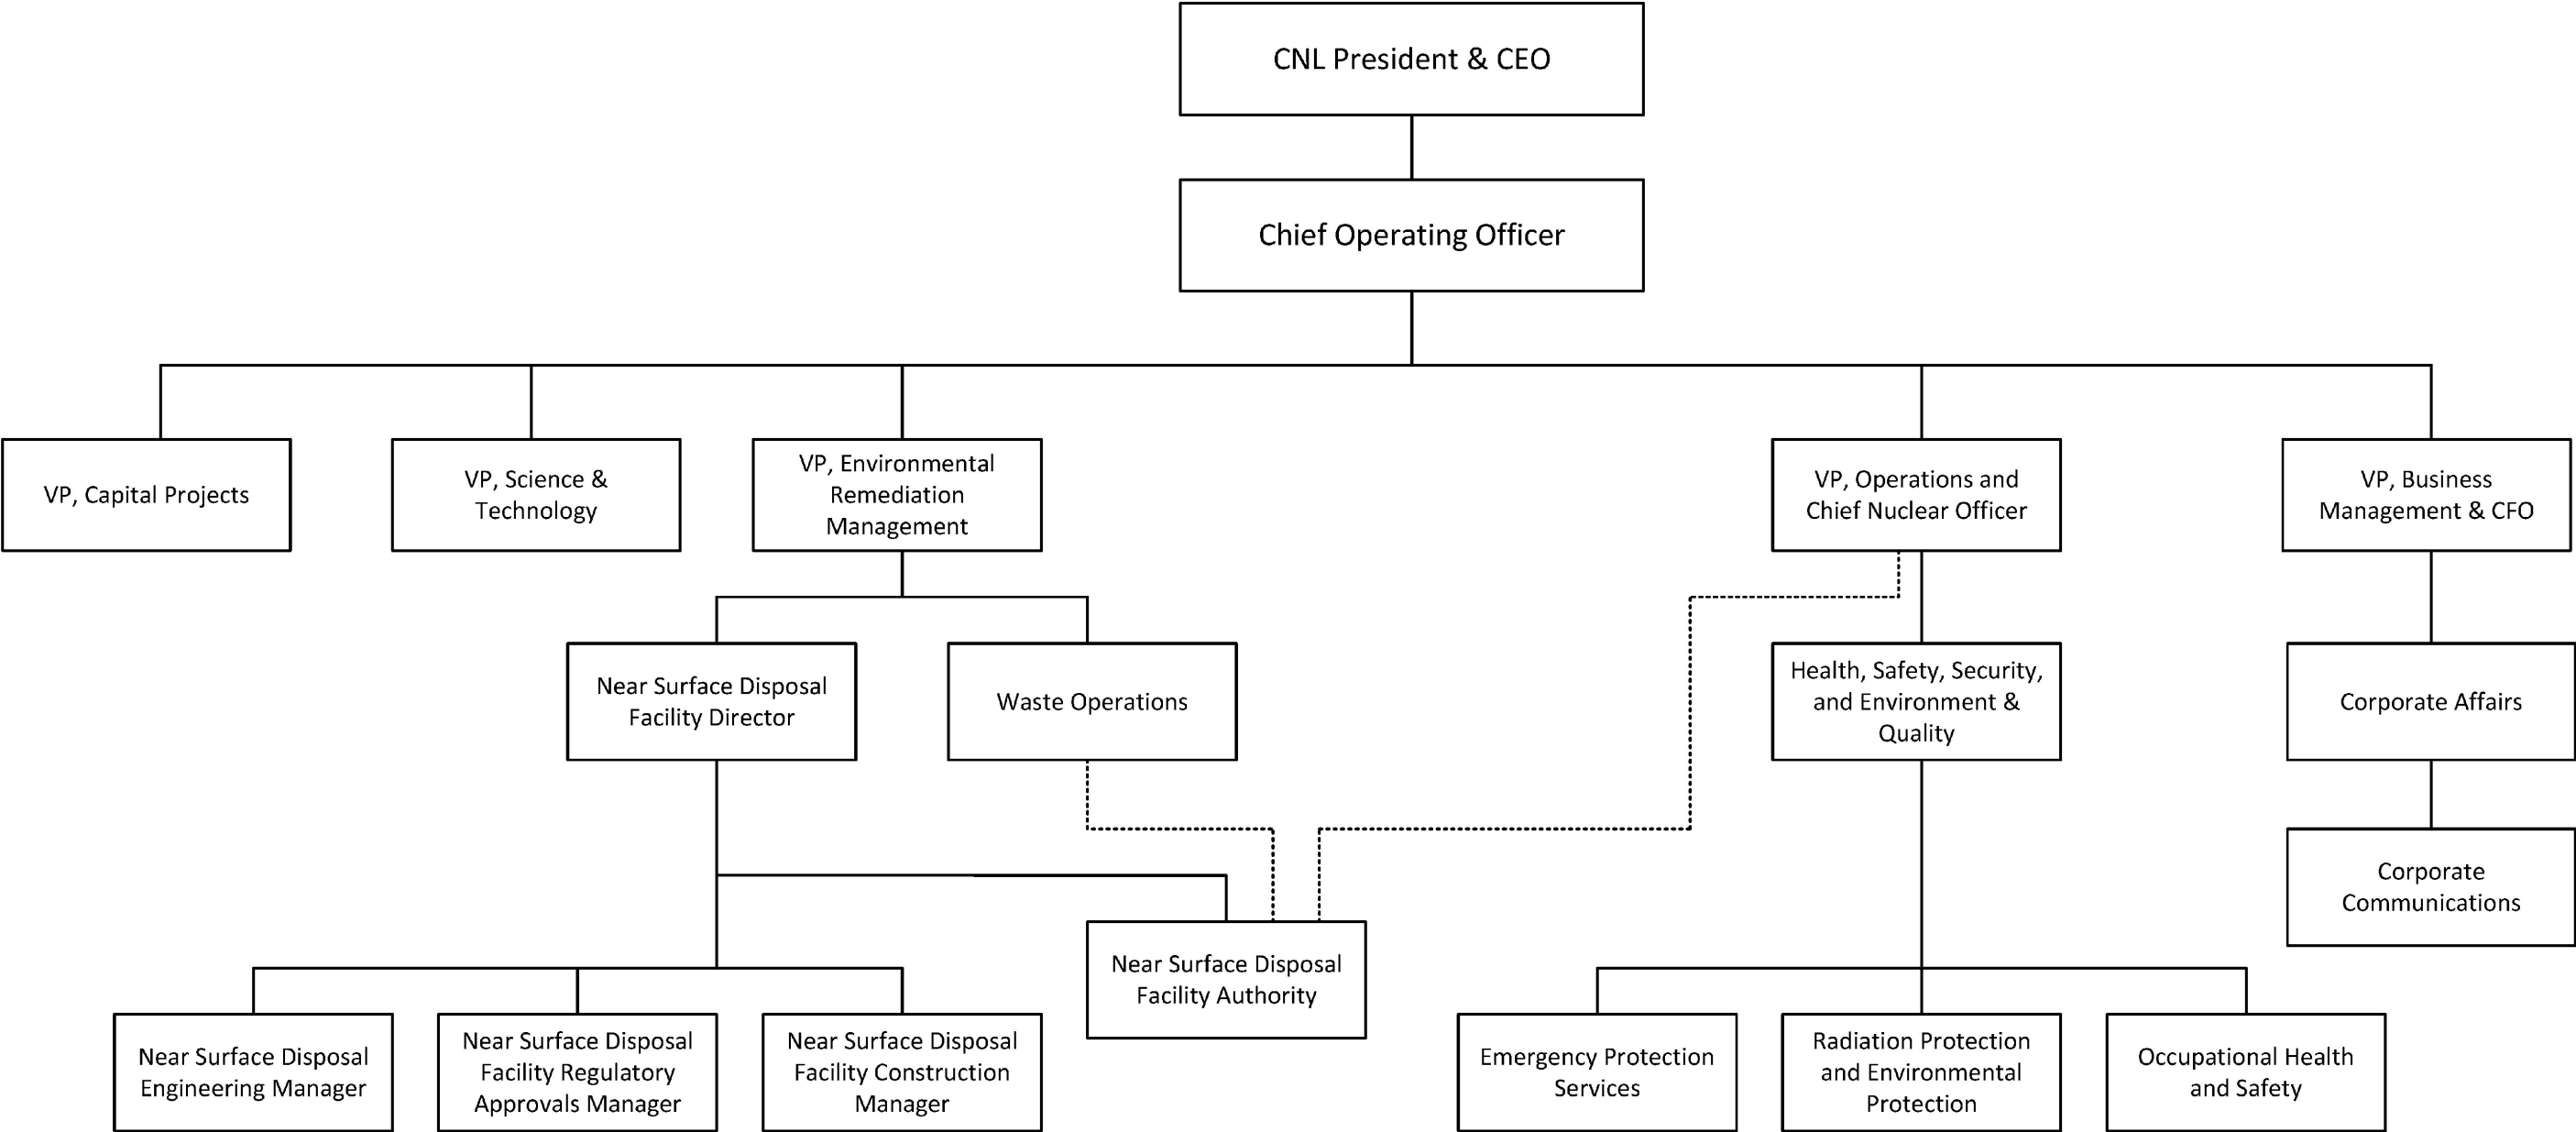 CNL President & CEO
Chief Operating Officer
VP, Capital Projects
VP, Science &
Technology
VP, Environmental
Remediation
Management
VP, Operations and
Chief Nuclear Officer
VP, Business
Management & CFO
Near Surface Disposal
Facility Director
Waste Operations
Health, Safety, Security,
and Environment &
Quality
Corporate Affairs
Corporate
Communications
Near Surface Disposal
Facility Authority
Near Surface Disposal
Engineering Manager
Near Surface Disposal
Facility Regulatory
Approvals Manager
Near Surface Disposal
Facility Construction
Manager
Emergency Protection
Services
Radiation Protection
and Environmental
Protection
Occupational Health
and Safety